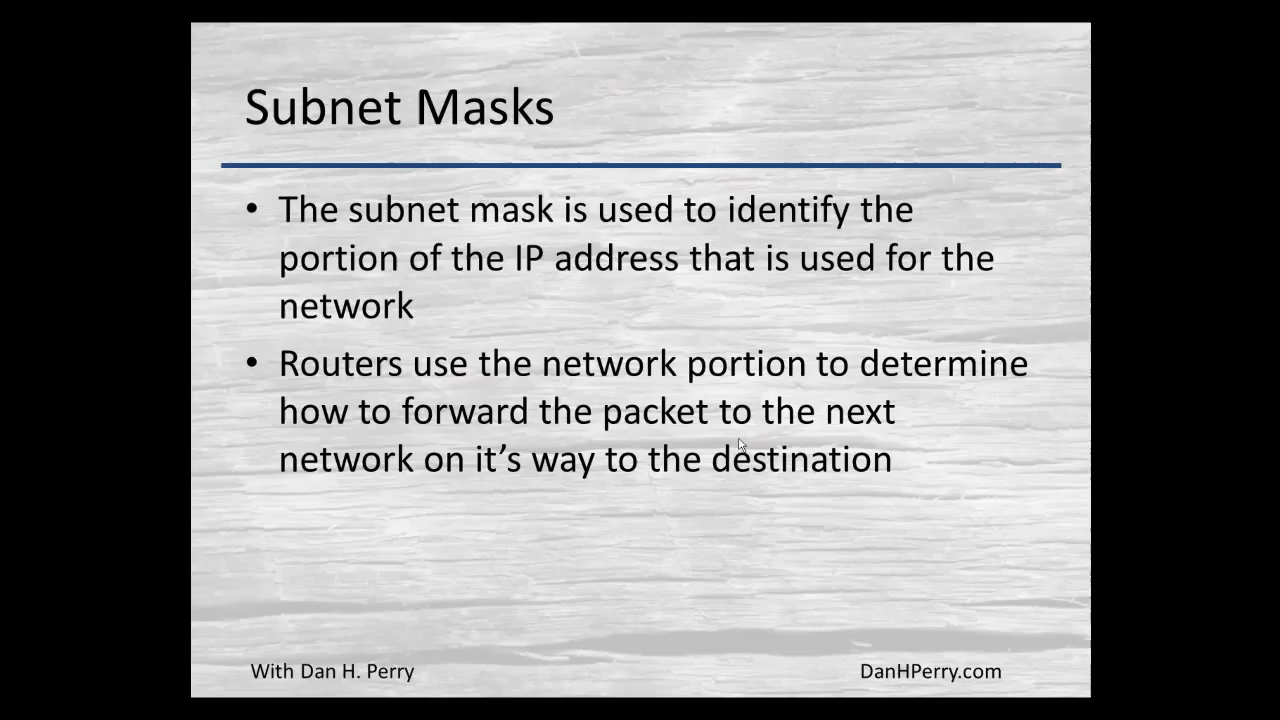 Subnet Masks
• The subnet mask is used to identify the
portion of the IP address that is used for the
network
• Routers use the network portion to determine
how to forward the packet to the next
network on it’s way to the destination
With Dan H. Perry
DanHPerry.com